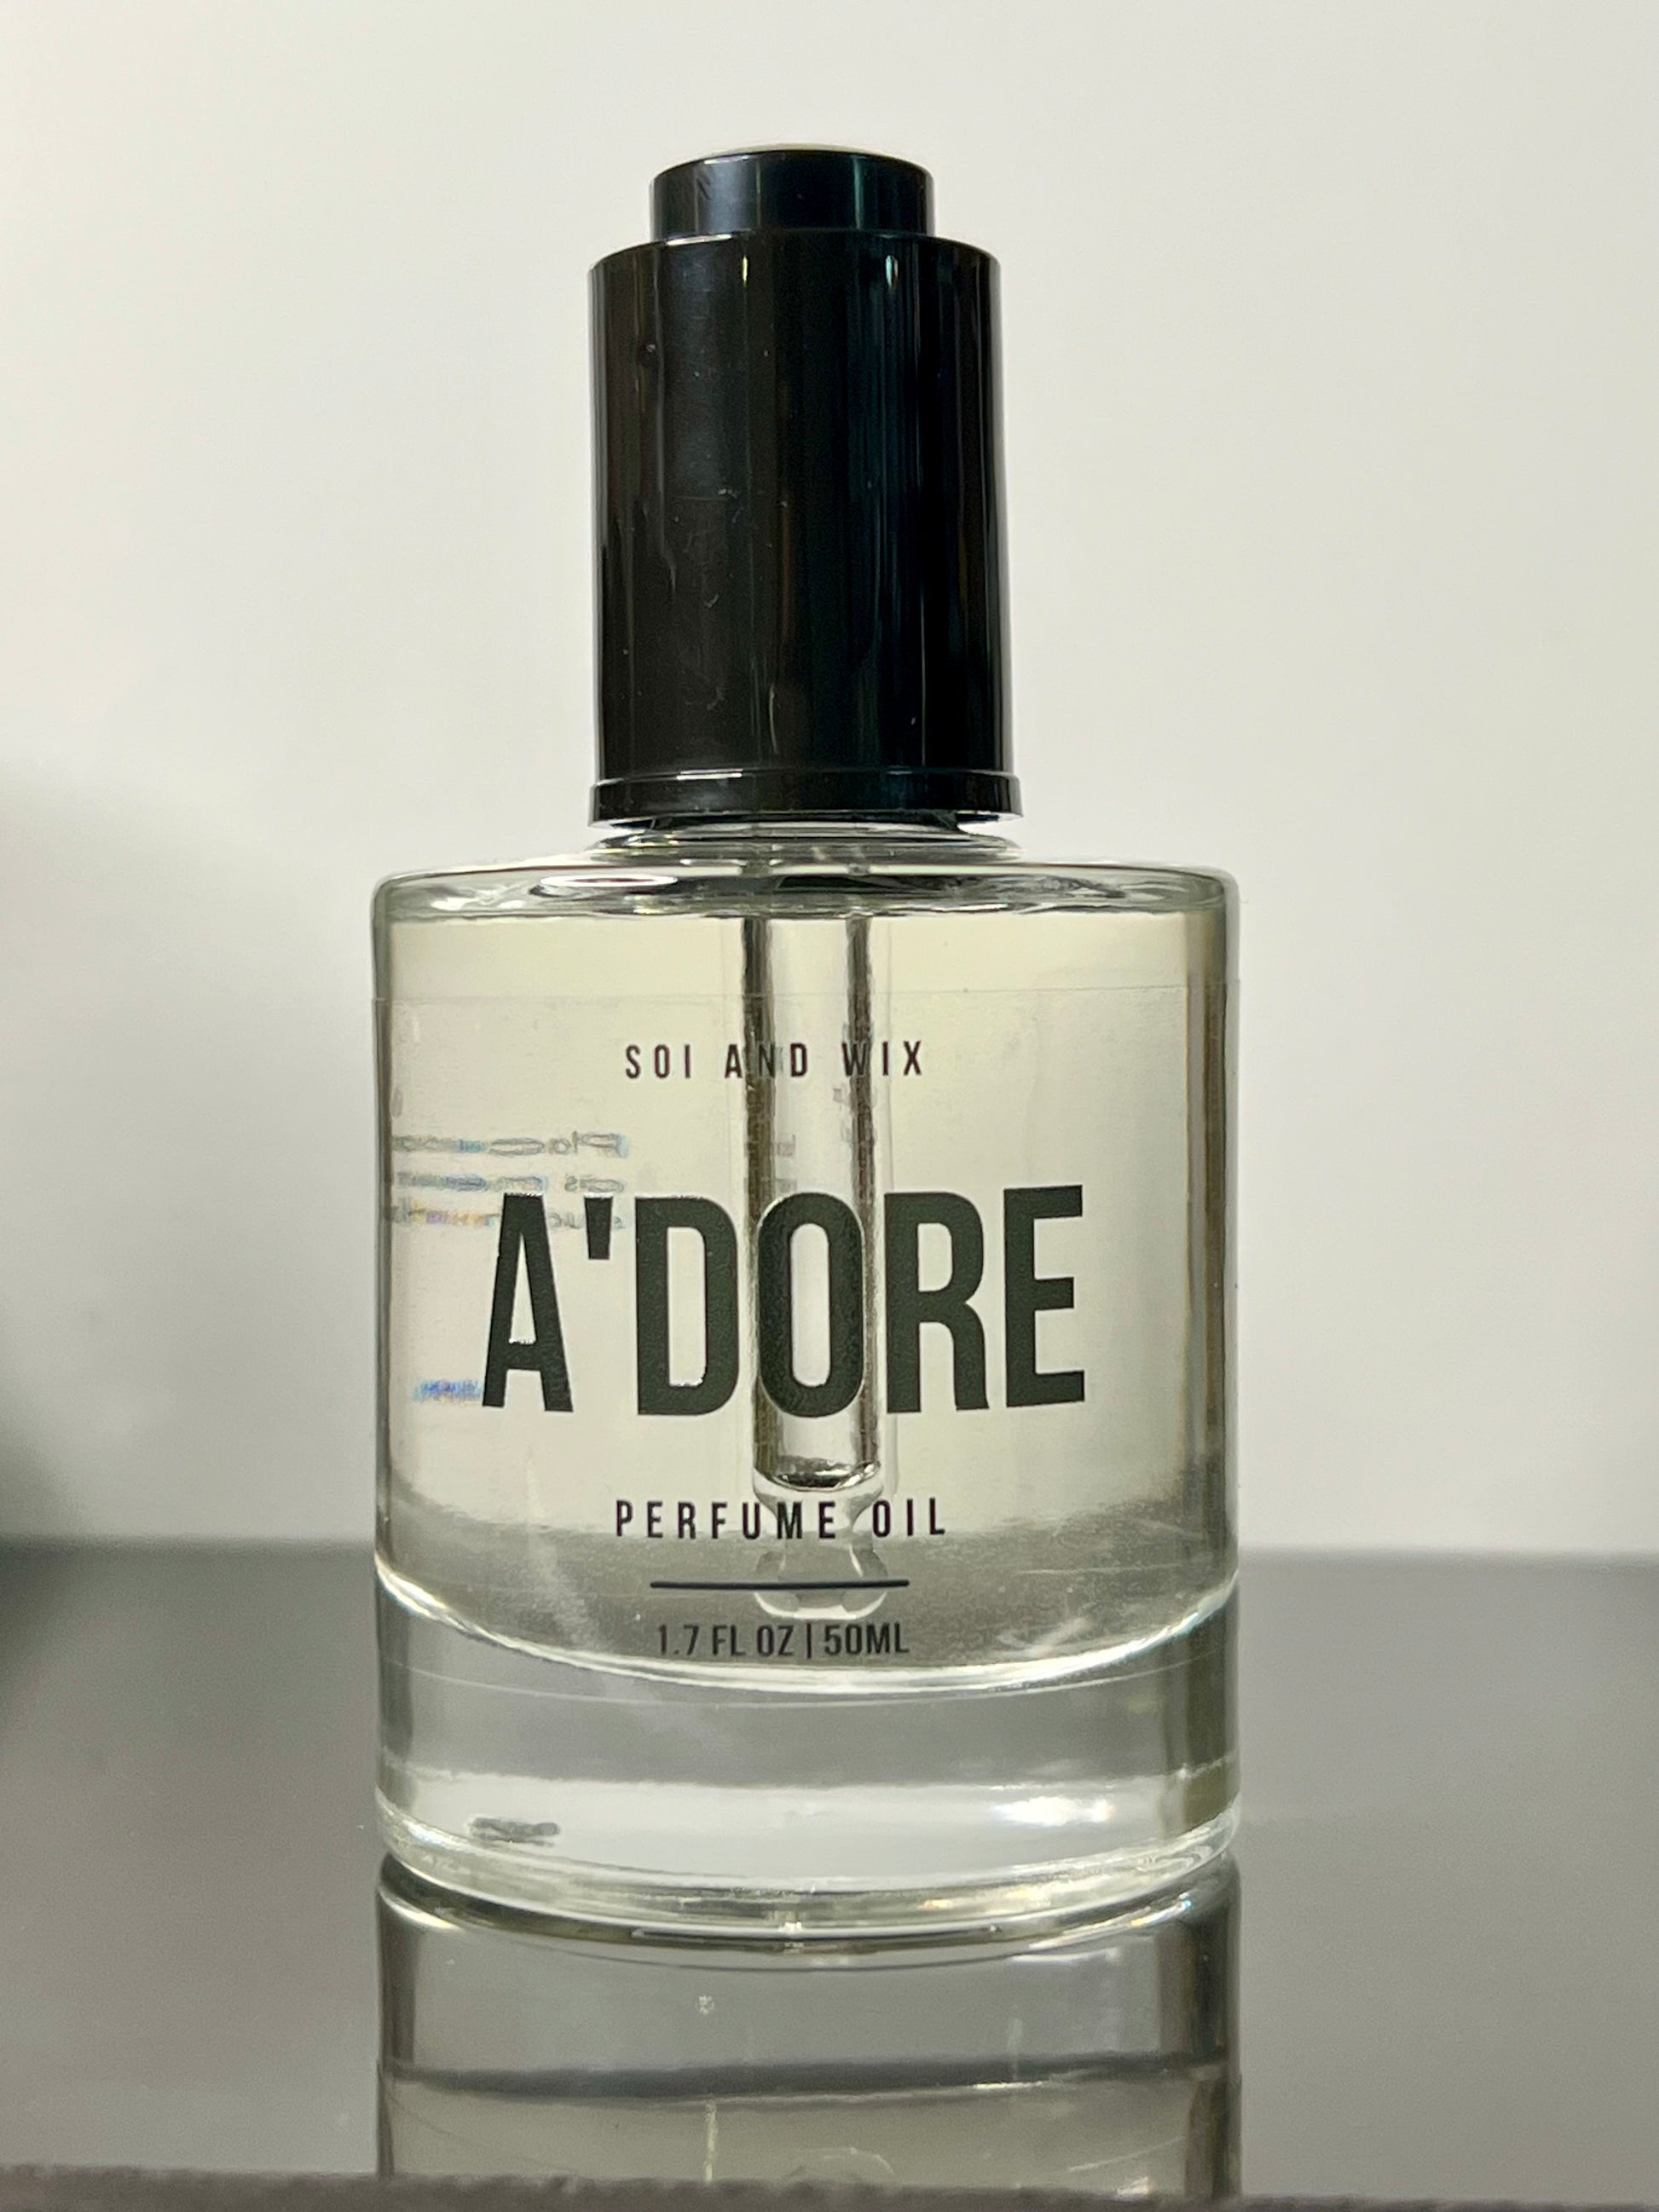 SOI AND WIX
A'DORE
PERFUME OIL
1.7 FL OZ | 50ML